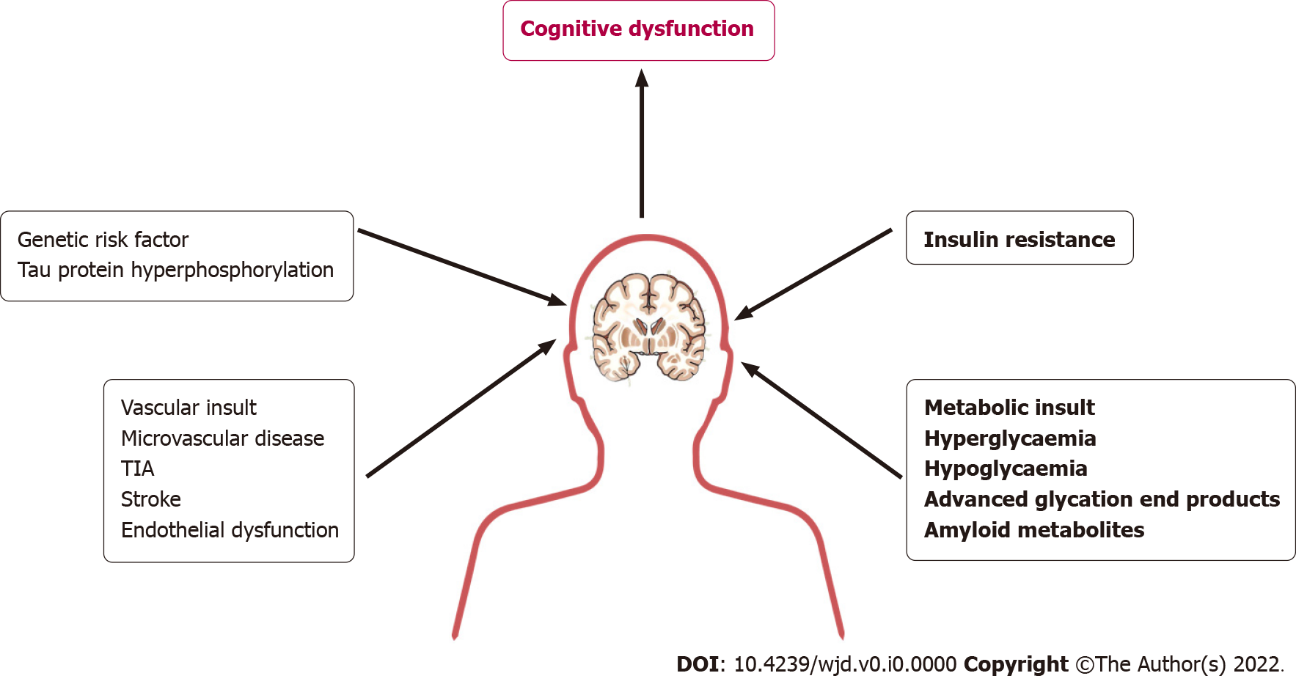 Cognitive dysfunction
Genetic risk factor
Tau protein hyperphosphorylation
Insulin resistance
Vascular insult
Microvascular disease
TIA
Stroke
Endothelial dysfunction
Metabolic insult
Hyperglycaemia
Hypoglycaemia
Advanced glycation end products
Amyloid metabolites
DOI: 10.4239/wjd.v0.i0.0000 Copyright ©The Author(s) 2022.